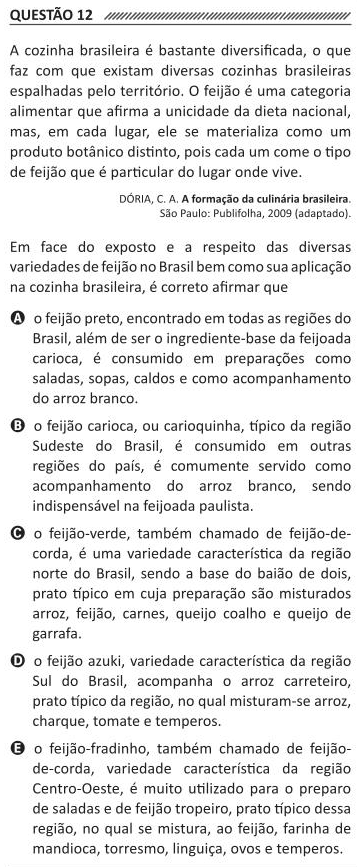 QUESTÃO 12
A cozinha brasileira é bastante diversificada, o que
faz com que existam diversas cozinhas brasileiras
espalhadas pelo território. O feijão é uma categoria
alimentar que afirma a unicidade da dieta nacional,
mas, em cada lugar, ele se materializa como um
produto botânico distinto, pois cada um come o tipo
de feijão que é particular do lugar onde vive.
DÓRIA, C. A. A formação da culinária brasileira.
São Paulo: Publifolha, 2009 (adaptado).
Em face do exposto e a respeito das diversas
variedades de feijão no Brasil bem como sua aplicação
na cozinha brasileira, é correto afirmar que
A o feijão preto, encontrado em todas as regiões do
Brasil, além de ser o ingrediente-base da feijoada
carioca, é consumido em preparações como
saladas, sopas, caldos e como acompanhamento
do arroz branco.
B o feijão carioca, ou carioquinha, típico da região
Sudeste do Brasil, é consumido em outras
regiões do país, é comumente servido como
acompanhamento do arroz branco, sendo
indispensável na feijoada paulista.
C o feijão-verde, também chamado de feijão-de-
corda, é uma variedade característica da região
norte do Brasil, sendo a base do baião de dois,
prato típico em cuja preparação são misturados
arroz, feijão, carnes, queijo coalho e queijo de
garrafa.
D o feijão azuki, variedade característica da região
Sul do Brasil, acompanha o arroz carreteiro,
prato típico da região, no qual misturam-se arroz,
charque, tomate e temperos.
E o feijão-fradinho, também chamado de feijão-
de-corda, variedade característica da região
Centro-Oeste, é muito utilizado para o preparo
de saladas e de feijão tropeiro, prato típico dessa
região, no qual se mistura, ao feijão, farinha de
mandioca, torresmo, linguiça, ovos e temperos.